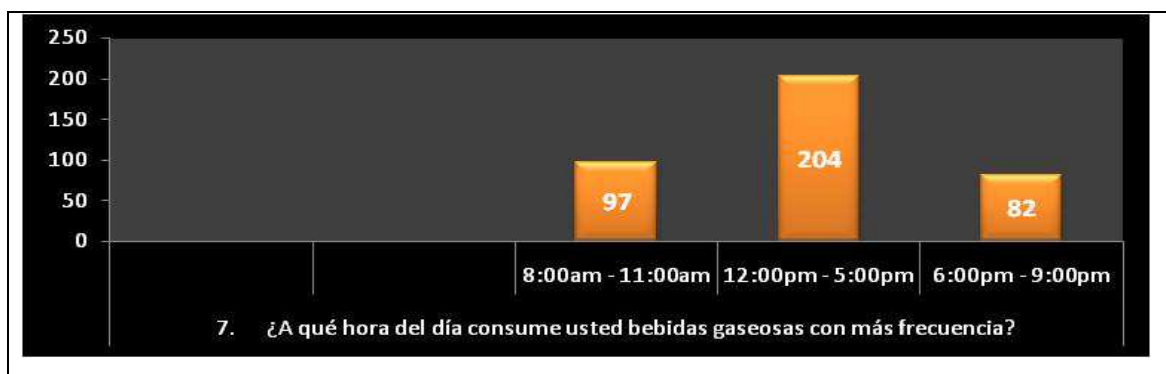 250
200
150
100
50
0
97
204
82
8:00am - 11:00am
12:00pm - 5:00pm
6:00pm - 9:00pm
7. ¿A qué hora del día consume usted bebidas gaseosas con más frecuencia?